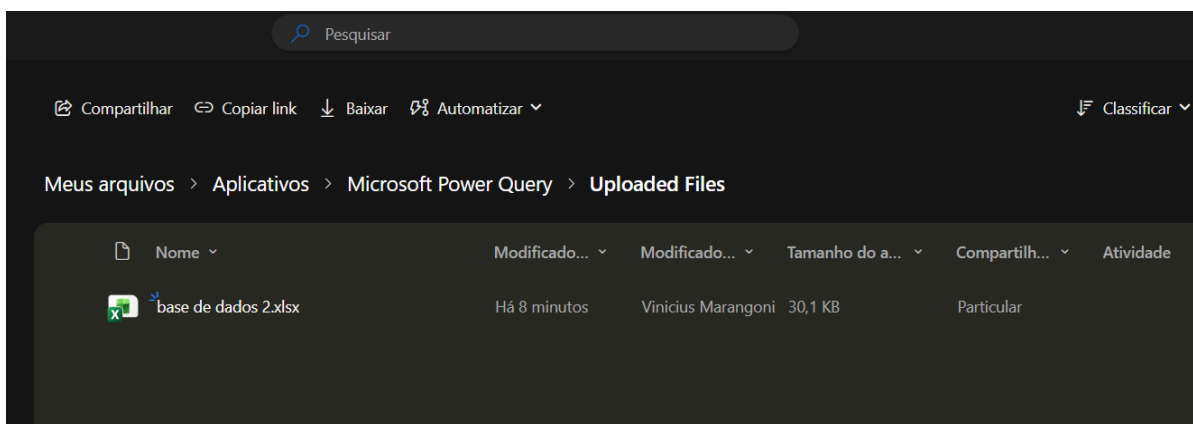 Pesquisar
Compartilhar Copiar link Baixar Automatizar Classificar
Meus arquivos > Aplicativos > Microsoft Power Query > Uploaded Files
Nome Modificado... Modificado... Tamanho do a... Compartilh... Atividade
base de dados 2.xlsx Há 8 minutos Vinicius Marangoni 30,1 KB Particular